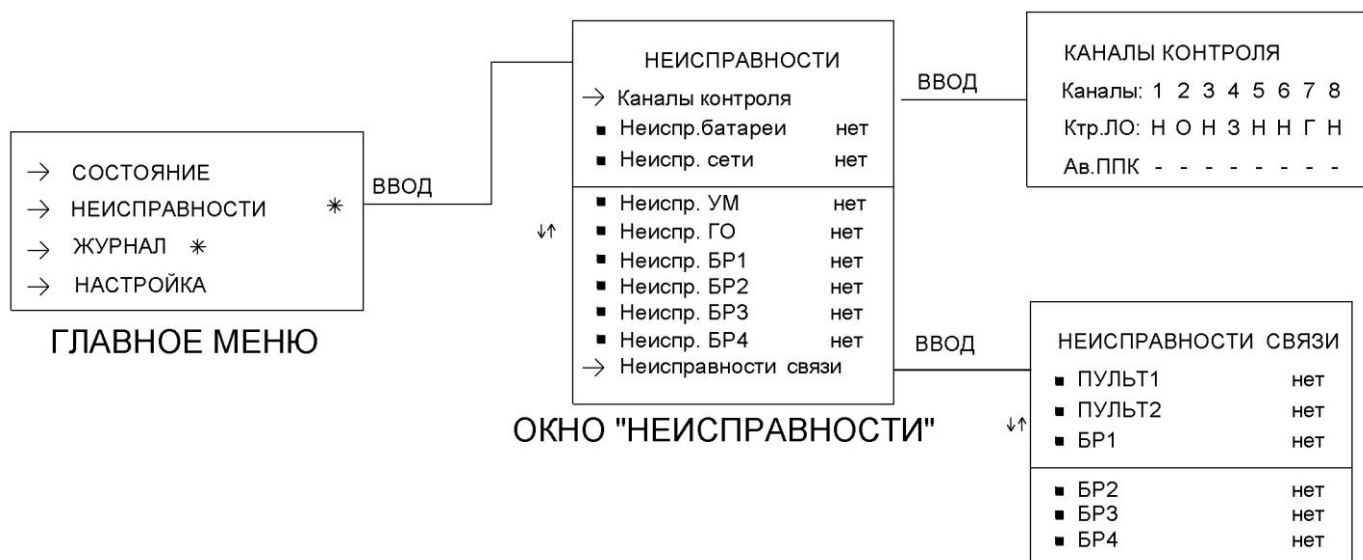 → СОСТОЯНИЕ
→ НЕИСПРАВНОСТИ *
→ ЖУРНАЛ *
→ НАСТРОЙКА
ГЛАВНОЕ МЕНЮ
ВВОД
НЕИСПРАВНОСТИ
→ Каналы контроля
▪ Неиспр.батареи нет
▪ Неиспр. сети нет
▪ Неиспр. УМ нет
↓↑
▪ Неиспр. ГО нет
▪ Неиспр. БР1 нет
▪ Неиспр. БР2 нет
▪ Неиспр. БР3 нет
▪ Неиспр. БР4 нет
→ Неисправности связи
ОКНО "НЕИСПРАВНОСТИ"
ВВОД
КАНАЛЫ КОНТРОЛЯ
Каналы: 1 2 3 4 5 6 7 8
Ктр.ЛО: Н О Н З Н Н Г Н
Ав.ППК - - - - - - - -
ВВОД
НЕИСПРАВНОСТИ СВЯЗИ
▪ ПУЛЬТ1 нет
▪ ПУЛЬТ2 нет
↓↑
▪ БР1 нет
▪ БР2 нет
▪ БР3 нет
▪ БР4 нет